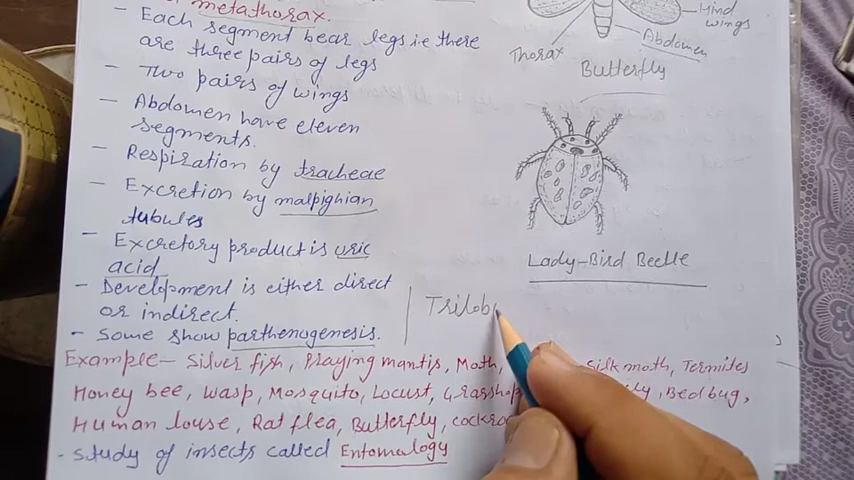 metathorax.
- Each segment bear legs i.e there
are three pairs of legs
- Two pairs of wings
- Abdomen have eleven
segments.
- Respiration by tracheae
- Excretion by malpighian
tubules
- Excretory product is uric
acid
- Development is either direct
or indirect.
- Some show parthenogenesis.
Example- Silver fish, Praying mantis, Moth, Silk moth, Termites
Honey bee, Wasp, Mosquito, Locust, Bedbug,
Human louse, Rat flea, Butterfly,
- Study of insects called Entomology
Hind
wings
Abdomen
Thorax
Butterfly
Lady-Bird Beetle
Trilob